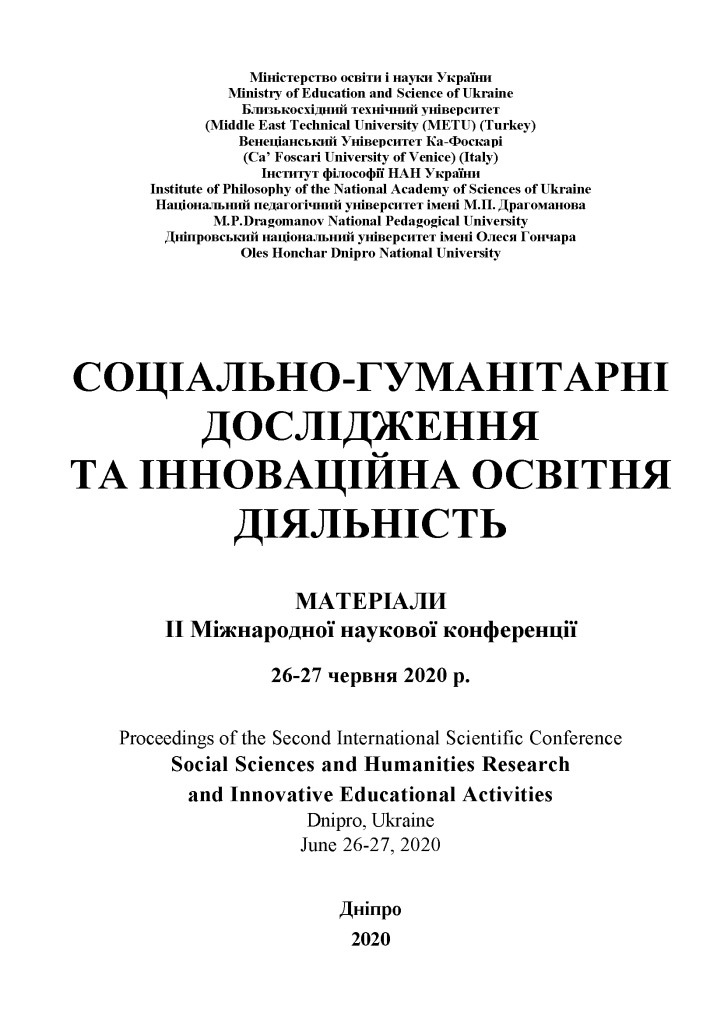 Міністерство освіти і науки України
Ministry of Education and Science of Ukraine
Близькосхідний технічний університет
(Middle East Technical University (METU) (Turkey)
Венеціанський Університет Ка-Фоскарі
(Ca’ Foscari University of Venice) (Italy)
Інститут філософії НАН України
Institute of Philosophy of the National Academy of Sciences of Ukraine
Національний педагогічний університет імені М.П. Драгоманова
M.P.Dragomanov National Pedagogical University
Дніпровський національний університет імені Олеся Гончара
Oles Honchar Dnipro National University
СОЦІАЛЬНО-ГУМАНІТАРНІ
ДОСЛІДЖЕННЯ
ТА ІННОВАЦІЙНА ОСВІТНЯ
ДІЯЛЬНІСТЬ
МАТЕРІАЛИ
ІІ Міжнародної наукової конференції
26-27 червня 2020 р.
Proceedings of the Second International Scientific Conference
Social Sciences and Humanities Research
and Innovative Educational Activities
Dnipro, Ukraine
June 26-27, 2020
Дніпро
2020